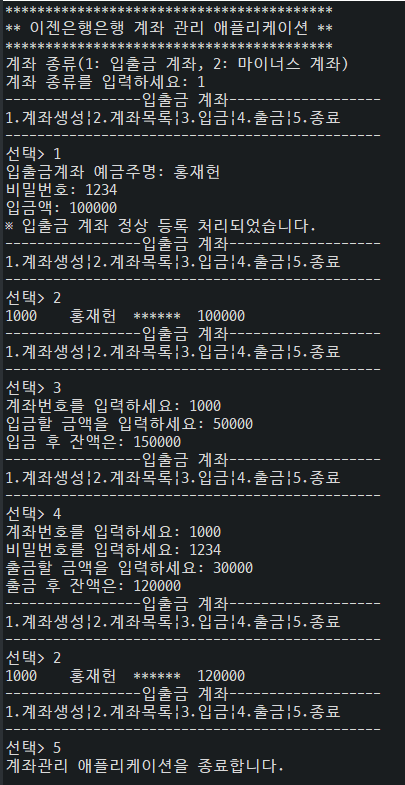 *****************************************
** 이젠은행은행 계좌 관리 애플리케이션 **
*****************************************
계좌 종류(1: 입출금 계좌, 2: 마이너스 계좌)
계좌 종류를 입력하세요: 1
---------------입출금 계좌-----------------
1.계좌생성¦2.계좌목록¦3.입금¦4.출금¦5.종료
------------------------------------------
선택> 1
입출금계좌 예금주명: 홍재헌
비밀번호: 1234
입금액: 100000
※ 입출금 계좌 정상 등록 처리되었습니다.
---------------입출금 계좌-----------------
1.계좌생성¦2.계좌목록¦3.입금¦4.출금¦5.종료
------------------------------------------
선택> 2
1000    홍재헌  ******  100000
---------------입출금 계좌-----------------
1.계좌생성¦2.계좌목록¦3.입금¦4.출금¦5.종료
------------------------------------------
선택> 3
계좌번호를 입력하세요: 1000
입금할 금액을 입력하세요: 50000
입금 후 잔액은: 150000
---------------입출금 계좌-----------------
1.계좌생성¦2.계좌목록¦3.입금¦4.출금¦5.종료
------------------------------------------
선택> 4
계좌번호를 입력하세요: 1000
비밀번호를 입력하세요: 1234
출금할 금액을 입력하세요: 30000
출금 후 잔액은: 120000
---------------입출금 계좌-----------------
1.계좌생성¦2.계좌목록¦3.입금¦4.출금¦5.종료
------------------------------------------
선택> 2
1000    홍재헌  ******  120000
---------------입출금 계좌-----------------
1.계좌생성¦2.계좌목록¦3.입금¦4.출금¦5.종료
------------------------------------------
선택> 5
계좌관리 애플리케이션을 종료합니다.